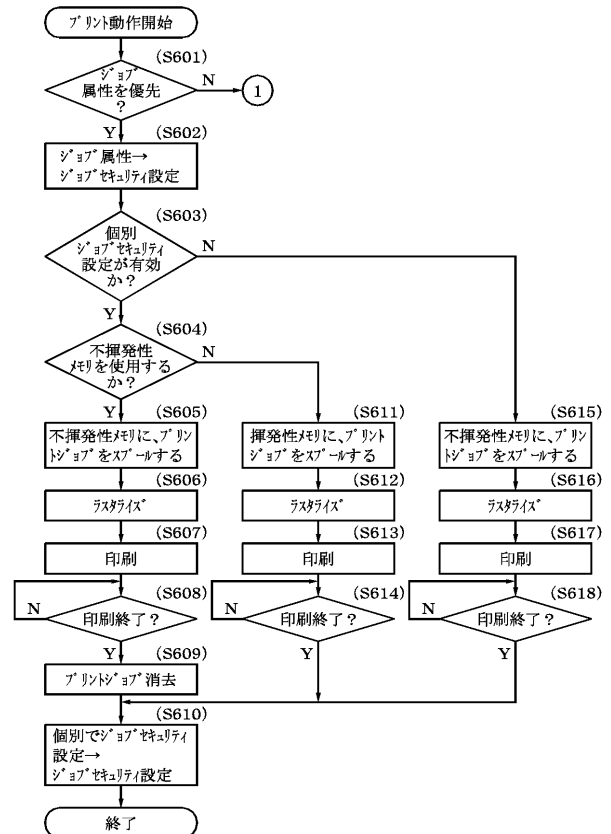 プリント動作開始
(S601)
ジョブ
属性を優先
?
N
1
Y
(S602)
ジョブ属性→
ジョブセキュリティ設定
(S603)
個別
ジョブセキュリティ
設定が有効
か?
N
Y
(S604)
不揮発性
メモリを使用する
か?
N
Y
(S605)
(S611)
(S615)
不揮発性メモリに、プリン
トジョブをスプールする
揮発性メモリに、プリント
ジョブをスプールする
不揮発性メモリに、プリン
トジョブをスプールする
(S606)
(S612)
(S616)
ラスタライズ
ラスタライズ
ラスタライズ
(S607)
(S613)
(S617)
印刷
印刷
印刷
(S608)
(S614)
(S618)
N
印刷終了?
N
印刷終了?
N
印刷終了?
Y
Y
Y
(S609)
プリントジョブ消去
(S610)
個別でジョブセキュリティ
設定→
ジョブセキュリティ設定
終了